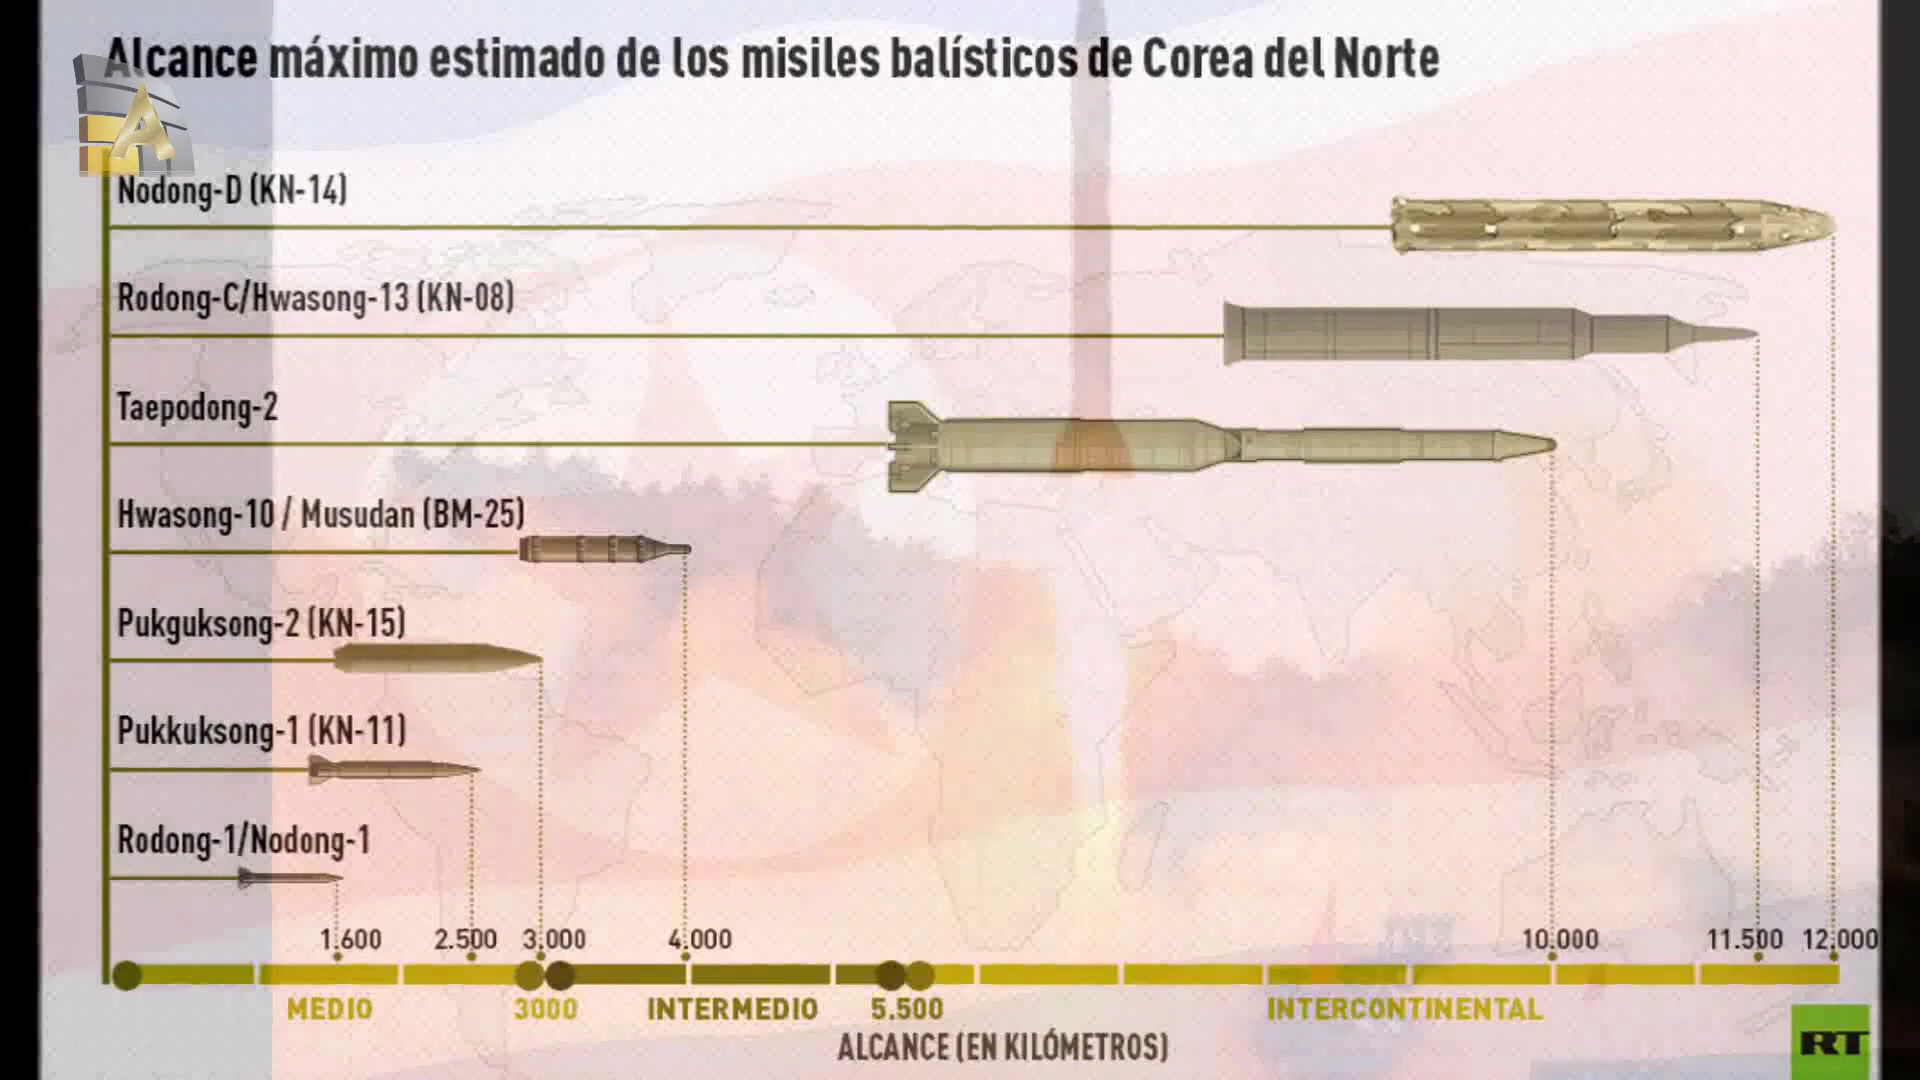 Alcance máximo estimado de los misiles balísticos de Corea del Norte
A
Nodong-D (KN-14)
Rodong-C/Hwasong-13 (KN-08)
Taepodong-2
Hwasong-10 / Musudan (BM-25)
Pukguksong-2 (KN-15)
Pukkuksong-1 (KN-11)
Rodong-1/Nodong-1
1.600 2.500 3.000 4.000 10.000 11.500 12.000
MEDIO 3000 INTERMEDIO 5.500 INTERCONTINENTAL
ALCANCE (EN KILÓMETROS)
RT